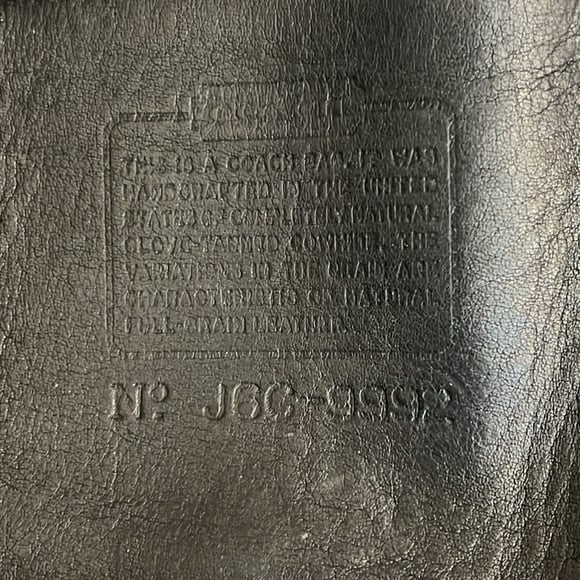 THIS IS A COACH BAG. IT WAS
HANDCRAFTED IN THE UNITED
STATES OF COMPLETELY NATURAL
GLOVE-TANNED COWHIDE. THE
VARIATIONS IN THE GRAIN ARE
CHARACTERISTIC OF NATURAL
FULL-GRAIN LEATHER.
Nº J6C-9992